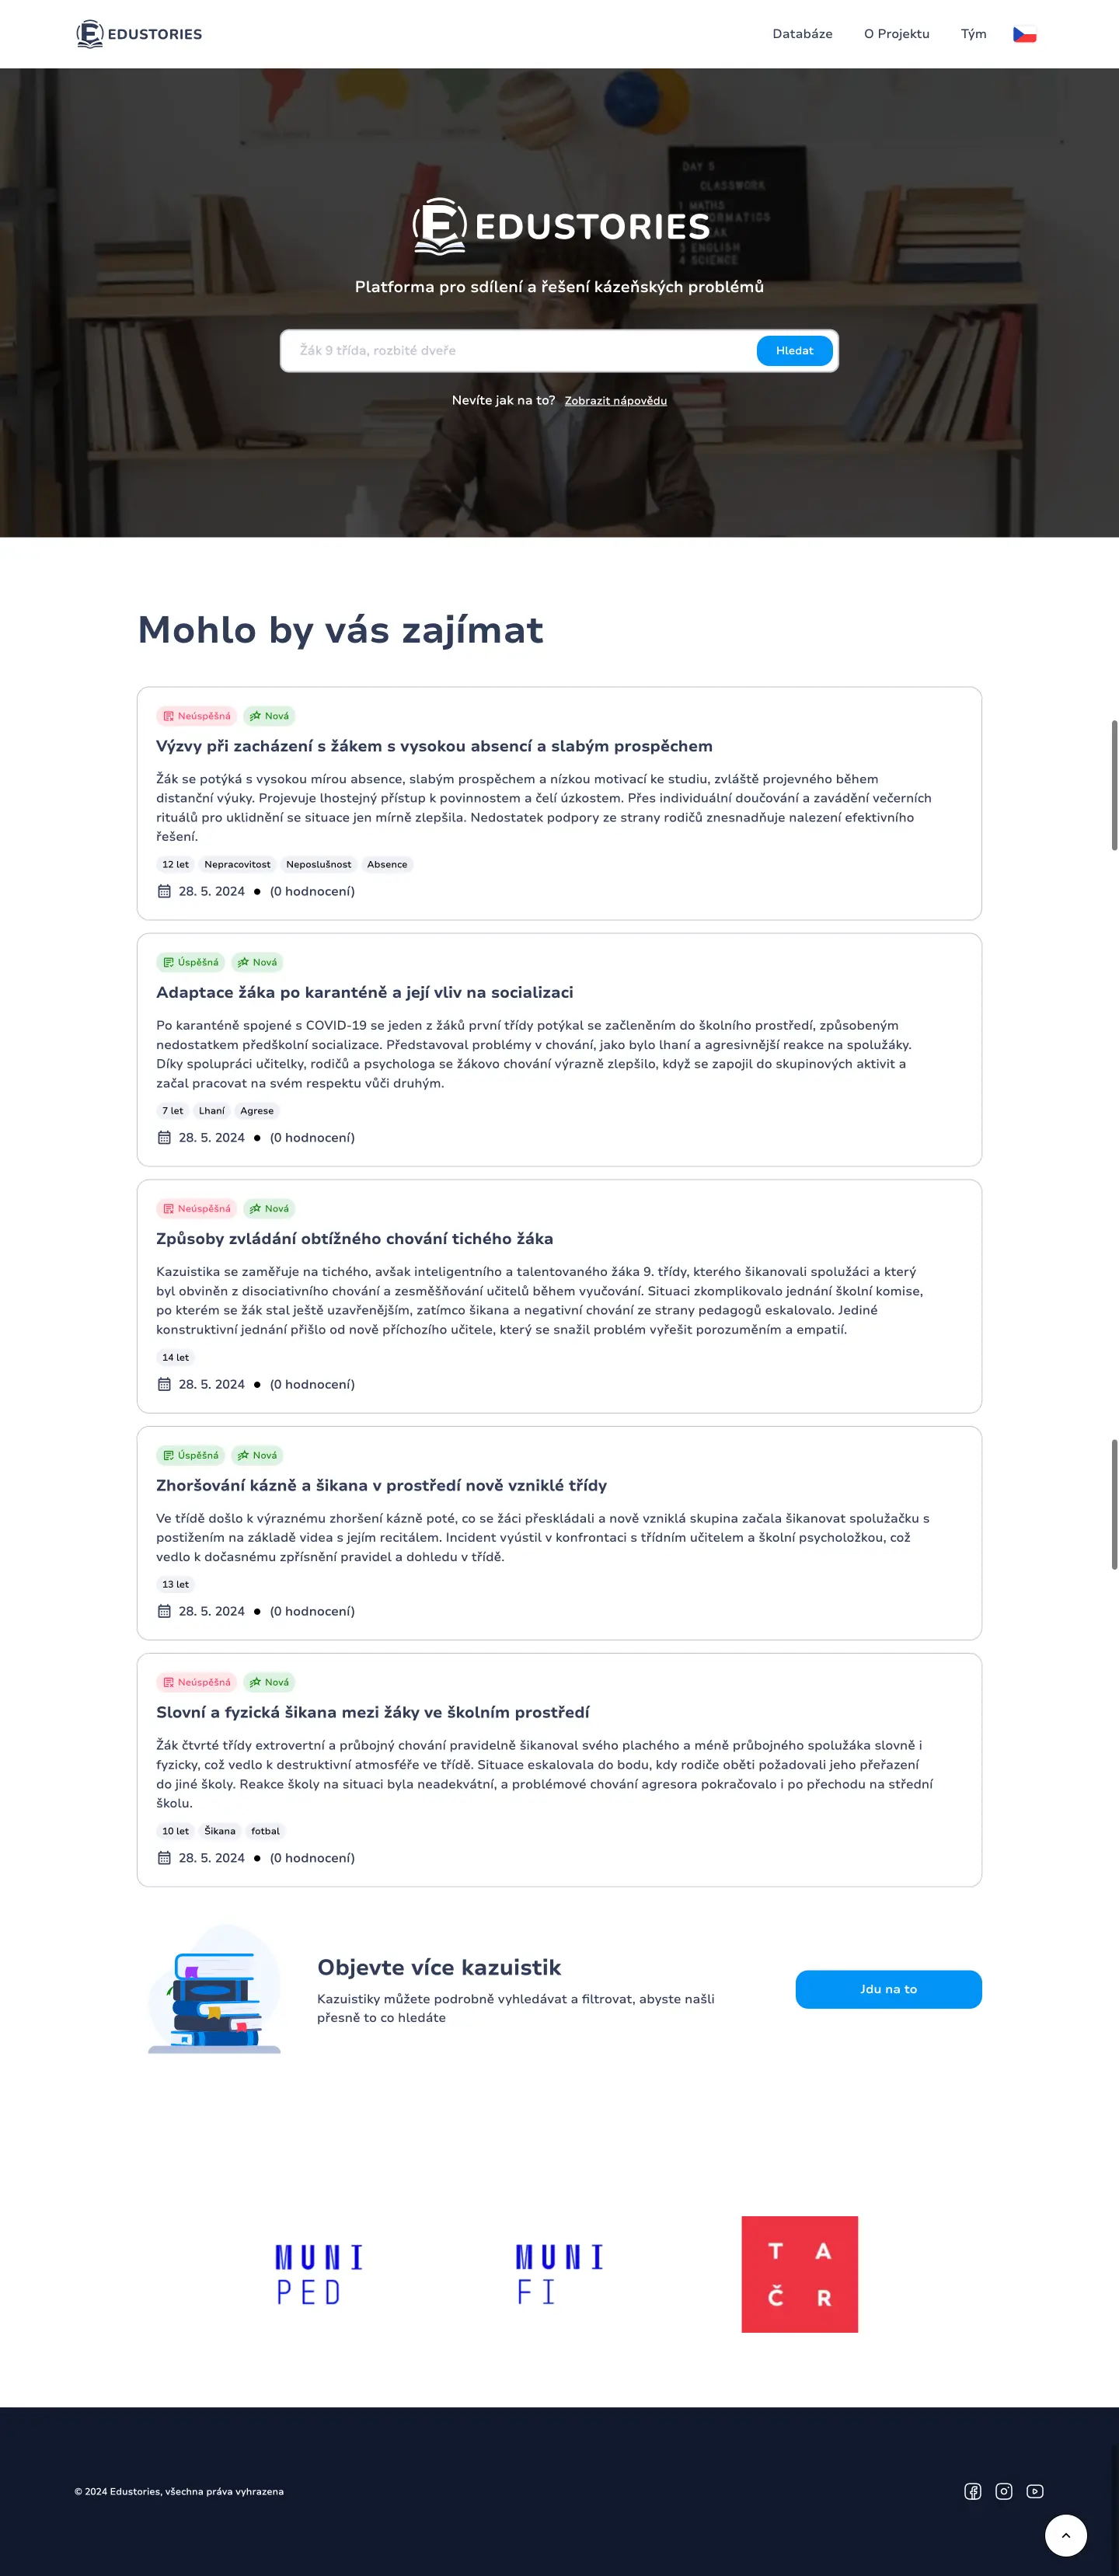 EDUSTORIES
Databáze
O Projektu
Tým
DAY 5
CLASSWORK
1 MATHS
3 ENGLISH
4 SCIENCE
EDUSTORIES
Platforma pro sdílení a řešení kázeňských problémů
Žák 9 třída, rozbité dveře
Hledat
Nevíte jak na to? Zobrazit nápovědu
Mohlo by vás zajímat
Neúspěšná Nová
Výzvy při zacházení s žákem s vysokou absencí a slabým prospěchem
Žák se potýká s vysokou mírou absence, slabým prospěchem a nízkou motivací ke studiu, zvláště projevného během
distanční výuky. Projevuje lhostejný přístup k povinnostem a čelí úzkostem. Přes individuální doučování a zavádění večerních
rituálů pro uklidnění se situace jen mírně zlepšila. Nedostatek podpory ze strany rodičů znesnadňuje nalezení efektivního
řešení.
12 let Nepracovitost Neposlušnost Absence
28. 5. 2024 ● (0 hodnocení)
Úspěšná Nová
Adaptace žáka po karanténě a její vliv na socializaci
Po karanténě spojené s COVID-19 se jeden z žáků první třídy potýkal se začleněním do školního prostředí, způsobeným
nedostatkem předškolní socializace. Představoval problémy v chování, jako bylo lhaní a agresivnější reakce na spolužáky.
Díky spolupráci učitelky, rodičů a psychologa se žákovo chování výrazně zlepšilo, když se zapojil do skupinových aktivit a
začal pracovat na svém respektu vůči druhým.
7 let Lhaní Agrese
28. 5. 2024 ● (0 hodnocení)
Neúspěšná Nová
Způsoby zvládání obtížného chování tichého žáka
Kazuistika se zaměřuje na tichého, avšak inteligentního a talentovaného žáka 9. třídy, kterého šikanovali spolužáci a který
byl obviněn z disociativního chování a zesměšňování učitelů během vyučování. Situaci zkomplikovalo jednání školní komise,
po kterém se žák stal ještě uzavřenějším, zatímco šikana a negativní chování ze strany pedagogů eskalovalo. Jediné
konstruktivní jednání přišlo od nově příchozího učitele, který se snažil problém vyřešit porozuměním a empatií.
14 let
28. 5. 2024 ● (0 hodnocení)
Úspěšná Nová
Zhoršování kázně a šikana v prostředí nově vzniklé třídy
Ve třídě došlo k výraznému zhoršení kázně poté, co se žáci přeskládali a nově vzniklá skupina začala šikanovat spolužačku s
postižením na základě videa s jejím recitálem. Incident vyústil v konfrontaci s třídním učitelem a školní psycholožkou, což
vedlo k dočasnému zpřísnění pravidel a dohledu v třídě.
13 let
28. 5. 2024 ● (0 hodnocení)
Neúspěšná Nová
Slovní a fyzická šikana mezi žáky ve školním prostředí
Žák čtvrté třídy extrovertní a průbojný chování pravidelně šikanoval svého plachého a méně průbojného spolužáka slovně i
fyzicky, což vedlo k destruktivní atmosféře ve třídě. Situace eskalovala do bodu, kdy rodiče oběti požadovali jeho přeřazení
do jiné školy. Reakce školy na situaci byla neadekvátní, a problémové chování agresora pokračovalo i po přechodu na střední
školu.
10 let Šikana fotbal
28. 5. 2024 ● (0 hodnocení)
Objevte více kazuistik
Kazuistiky můžete podrobně vyhledávat a filtrovat, abyste našli
přesně to co hledáte
Jdu na to
MUNI
PED
MUNI
FI
T A
Č R
© 2024 Edustories, všechna práva vyhrazena